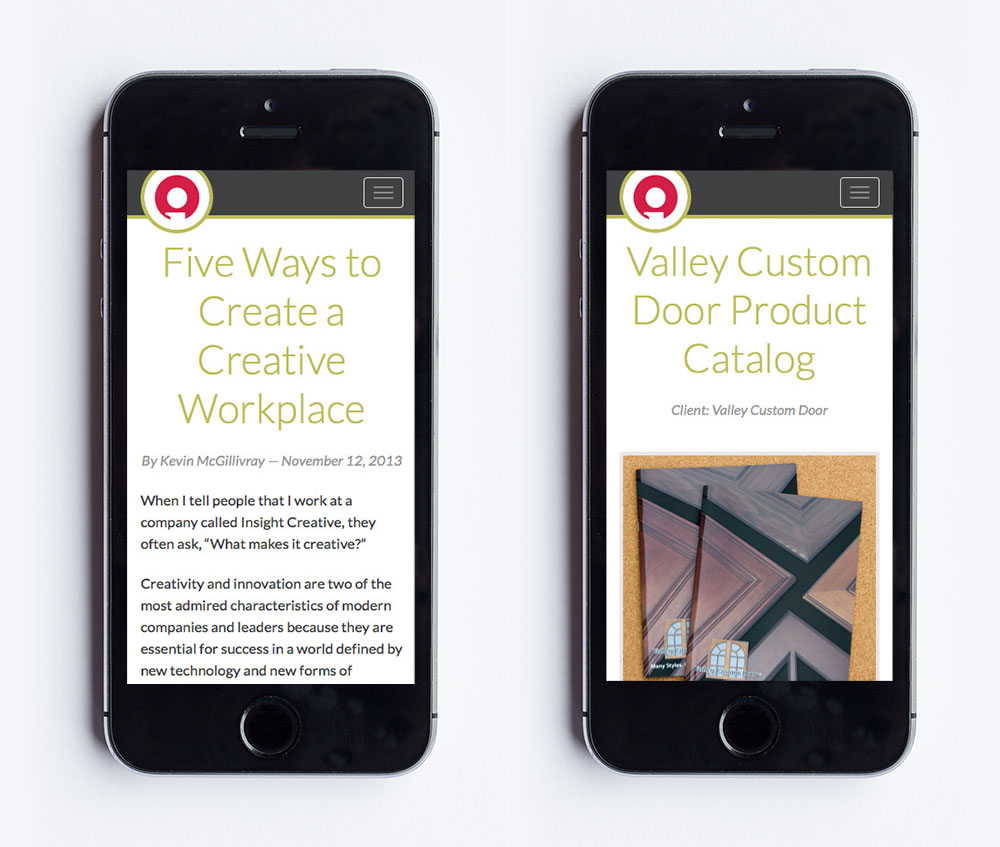 Five Ways to
Create a
Creative
Workplace
By Kevin McGillivray — November 12, 2013
When I tell people that I work at a
company called Insight Creative, they
often ask, “What makes it creative?”
Creativity and innovation are two of the
most admired characteristics of modern
companies and leaders because they are
essential for success in a world defined by
new technology and new forms of
Valley Custom
Door Product
Catalog
Client: Valley Custom Door
Many Styles,